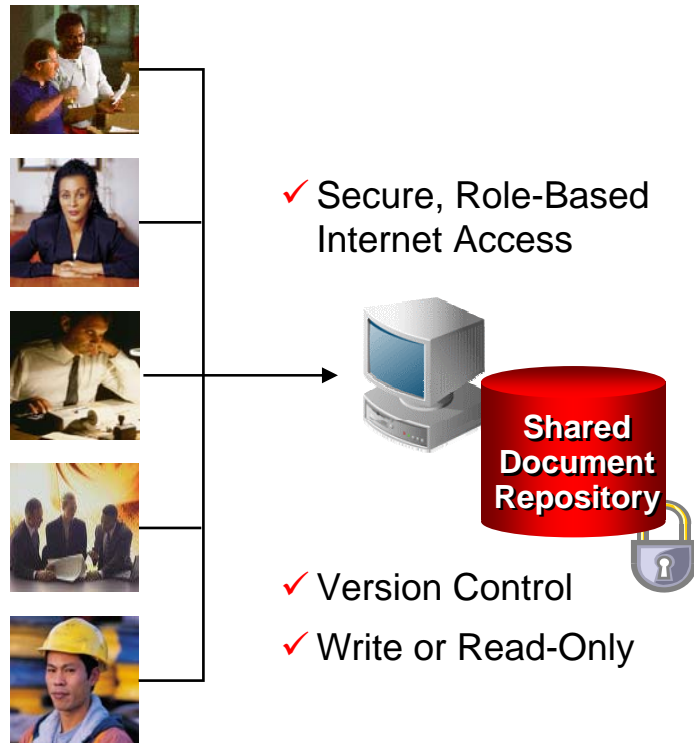 Secure, Role-Based
Internet Access
Shared
Document
Repository
Version Control
Write or Read-Only